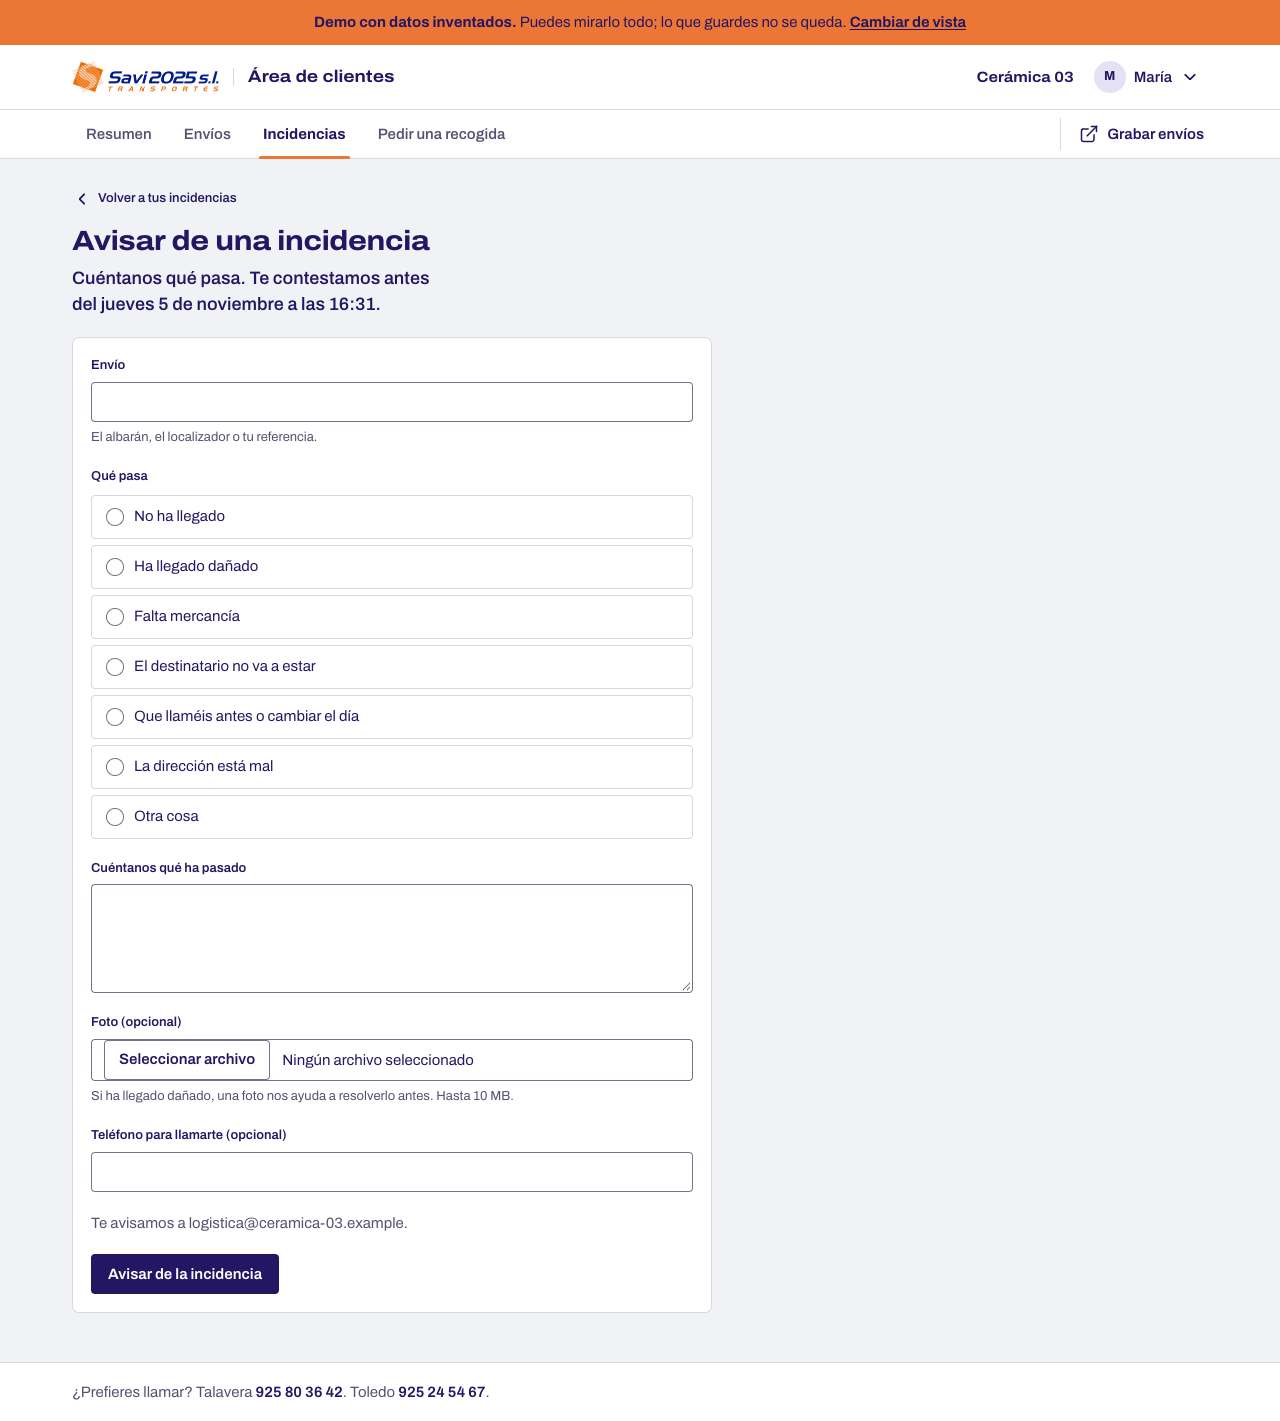 Demo con datos inventados. Puedes mirarlo todo; lo que guardes no se queda. Cambiar de vista
Savi 2025 s.l.
TRANSPORTES
Área de clientes
Cerámica 03
M
María
Resumen
Envíos
Incidencias
Pedir una recogida
Grabar envíos
Volver a tus incidencias
Avisar de una incidencia
Cuéntanos qué pasa. Te contestamos antes
del jueves 5 de noviembre a las 16:31.
Envío
El albarán, el localizador o tu referencia.
Qué pasa
No ha llegado
Ha llegado dañado
Falta mercancía
El destinatario no va a estar
Que llaméis antes o cambiar el día
La dirección está mal
Otra cosa
Cuéntanos qué ha pasado
Foto (opcional)
Seleccionar archivo
Ningún archivo seleccionado
Si ha llegado dañado, una foto nos ayuda a resolverlo antes. Hasta 10 MB.
Teléfono para llamarte (opcional)
Te avisamos a logistica@ceramica-03.example.
Avisar de la incidencia
¿Prefieres llamar? Talavera 925 80 36 42. Toledo 925 24 54 67.